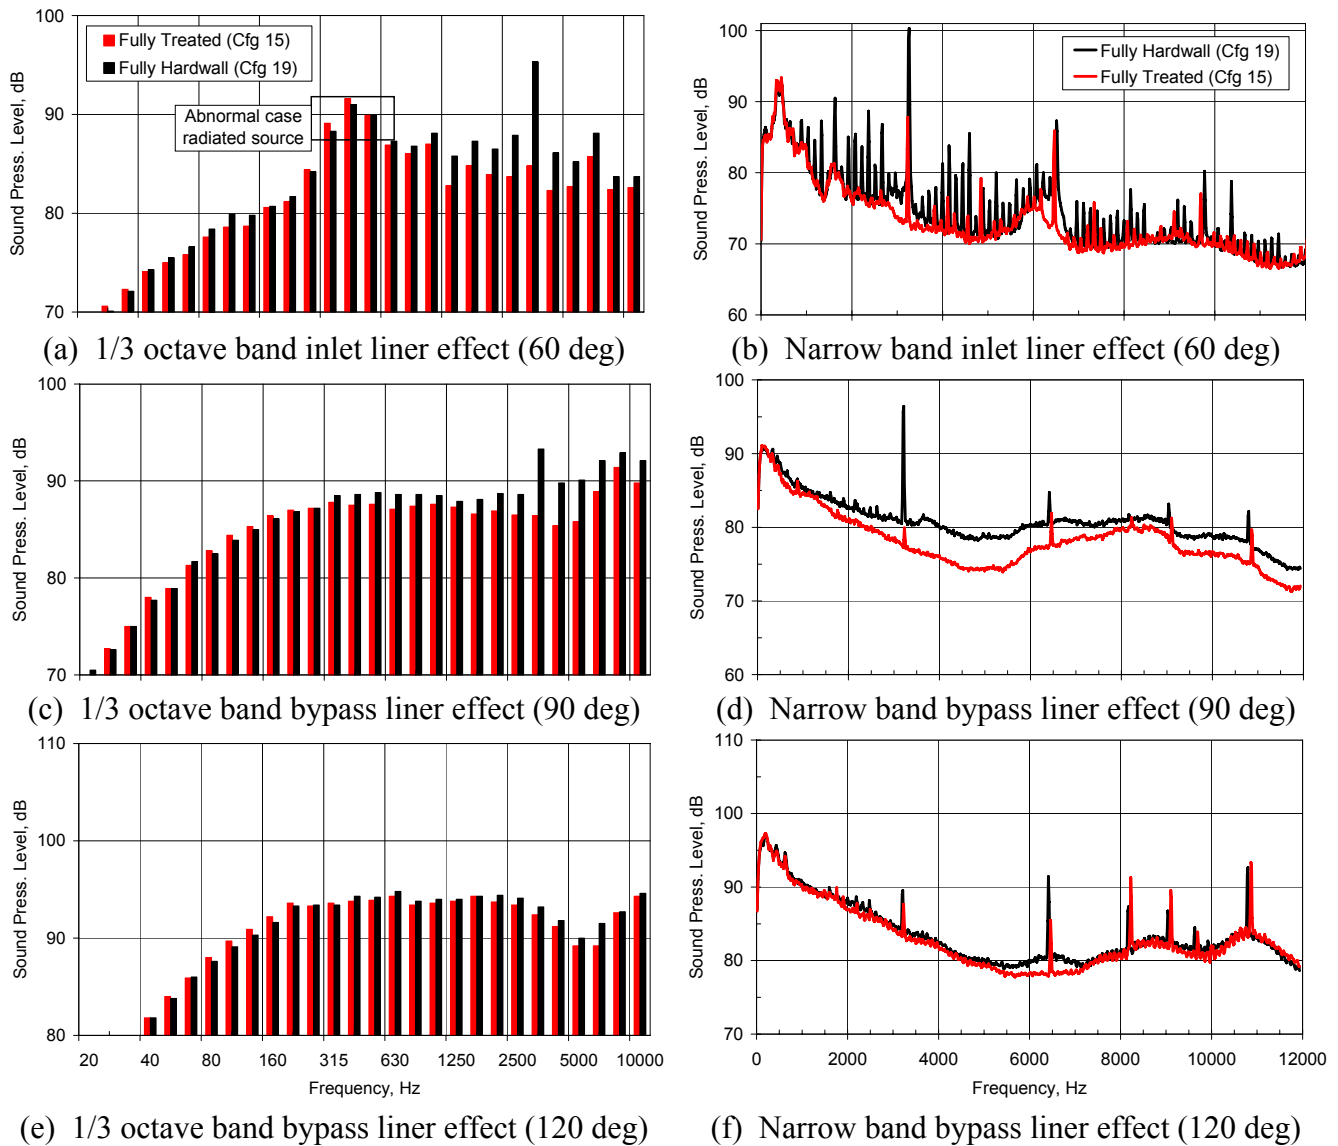 100
90
80
70
Sound Press. Level, dB
Fully Treated (Cfg 15)
Fully Hardwall (Cfg 19)
Abnormal case
radiated source
(a) 1/3 octave band inlet liner effect (60 deg)
100
90
80
70
60
Sound Press. Level, dB
Fully Hardwall (Cfg 19)
Fully Treated (Cfg 15)
(b) Narrow band inlet liner effect (60 deg)
100
90
80
70
Sound Press. Level, dB
(c) 1/3 octave band bypass liner effect (90 deg)
100
90
80
70
60
Sound Press. Level, dB
(d) Narrow band bypass liner effect (90 deg)
110
100
90
80
Sound Press. Level, dB
20 40 80 160 315 630 1250 2500 5000 10000
Frequency, Hz
(e) 1/3 octave band bypass liner effect (120 deg)
110
100
90
80
70
Sound Press. Level, dB
0 2000 4000 6000 8000 10000 12000
Frequency, Hz
(f) Narrow band bypass liner effect (120 deg)